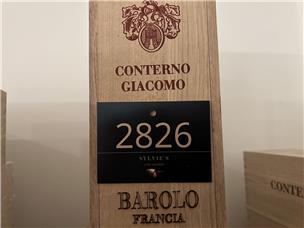 CONTERNO
GIACOMO
2826
SYLVIE'S
BAROLO
FRANCIA
CONTE